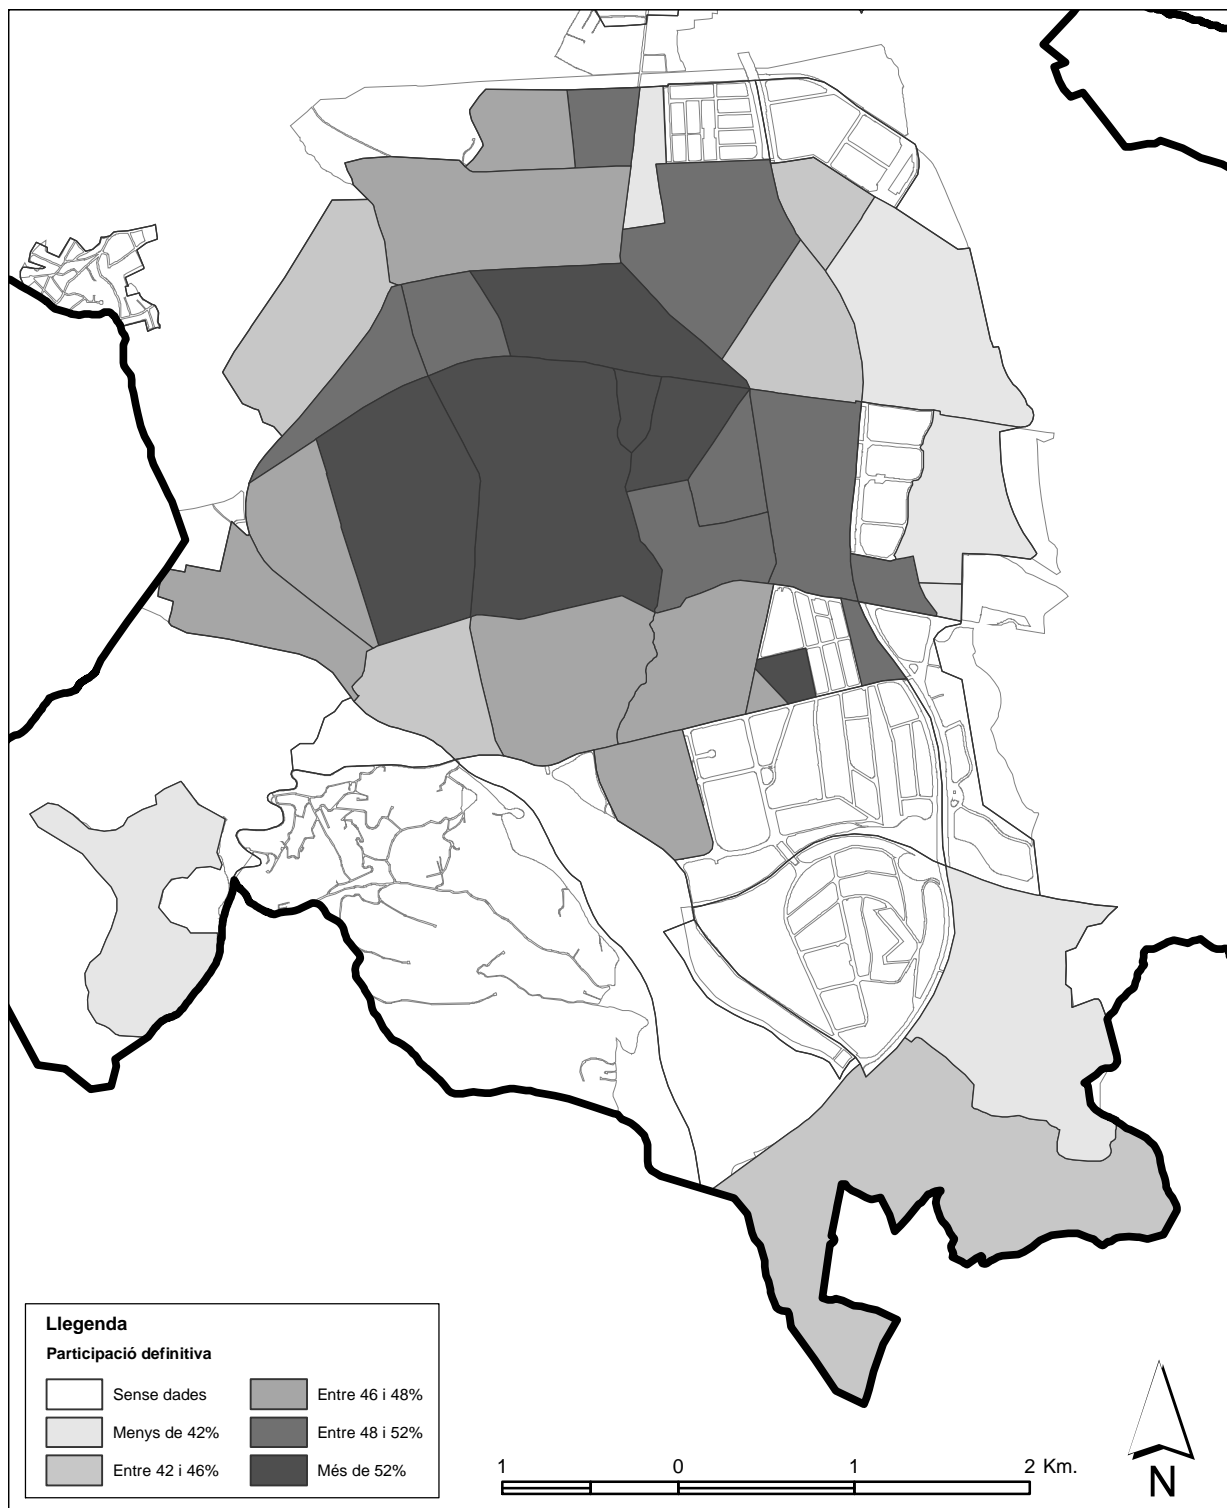 Llegenda
Participació definitiva
Sense dades
Menys de 42%
Entre 42 i 46%
Entre 46 i 48%
Entre 48 i 52%
Més de 52%
1 0 1 2 Km.
N